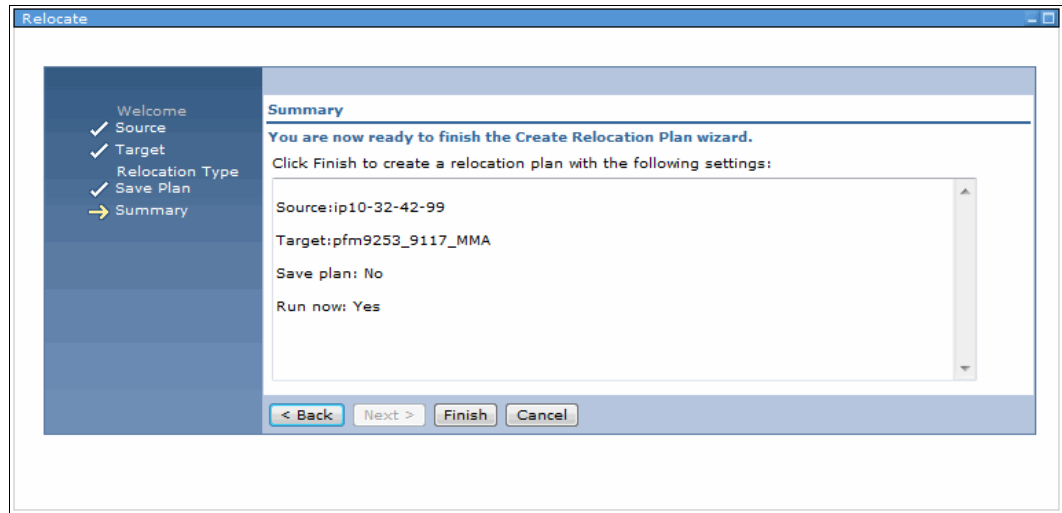 Relocate
Welcome
Source
Target
Relocation Type
Save Plan
Summary
Summary
You are now ready to finish the Create Relocation Plan wizard.
Click Finish to create a relocation plan with the following settings:
Source:ip10-32-42-99
Target:pfm9253_9117_MMA
Save plan: No
Run now: Yes
< Back
Next >
Finish
Cancel